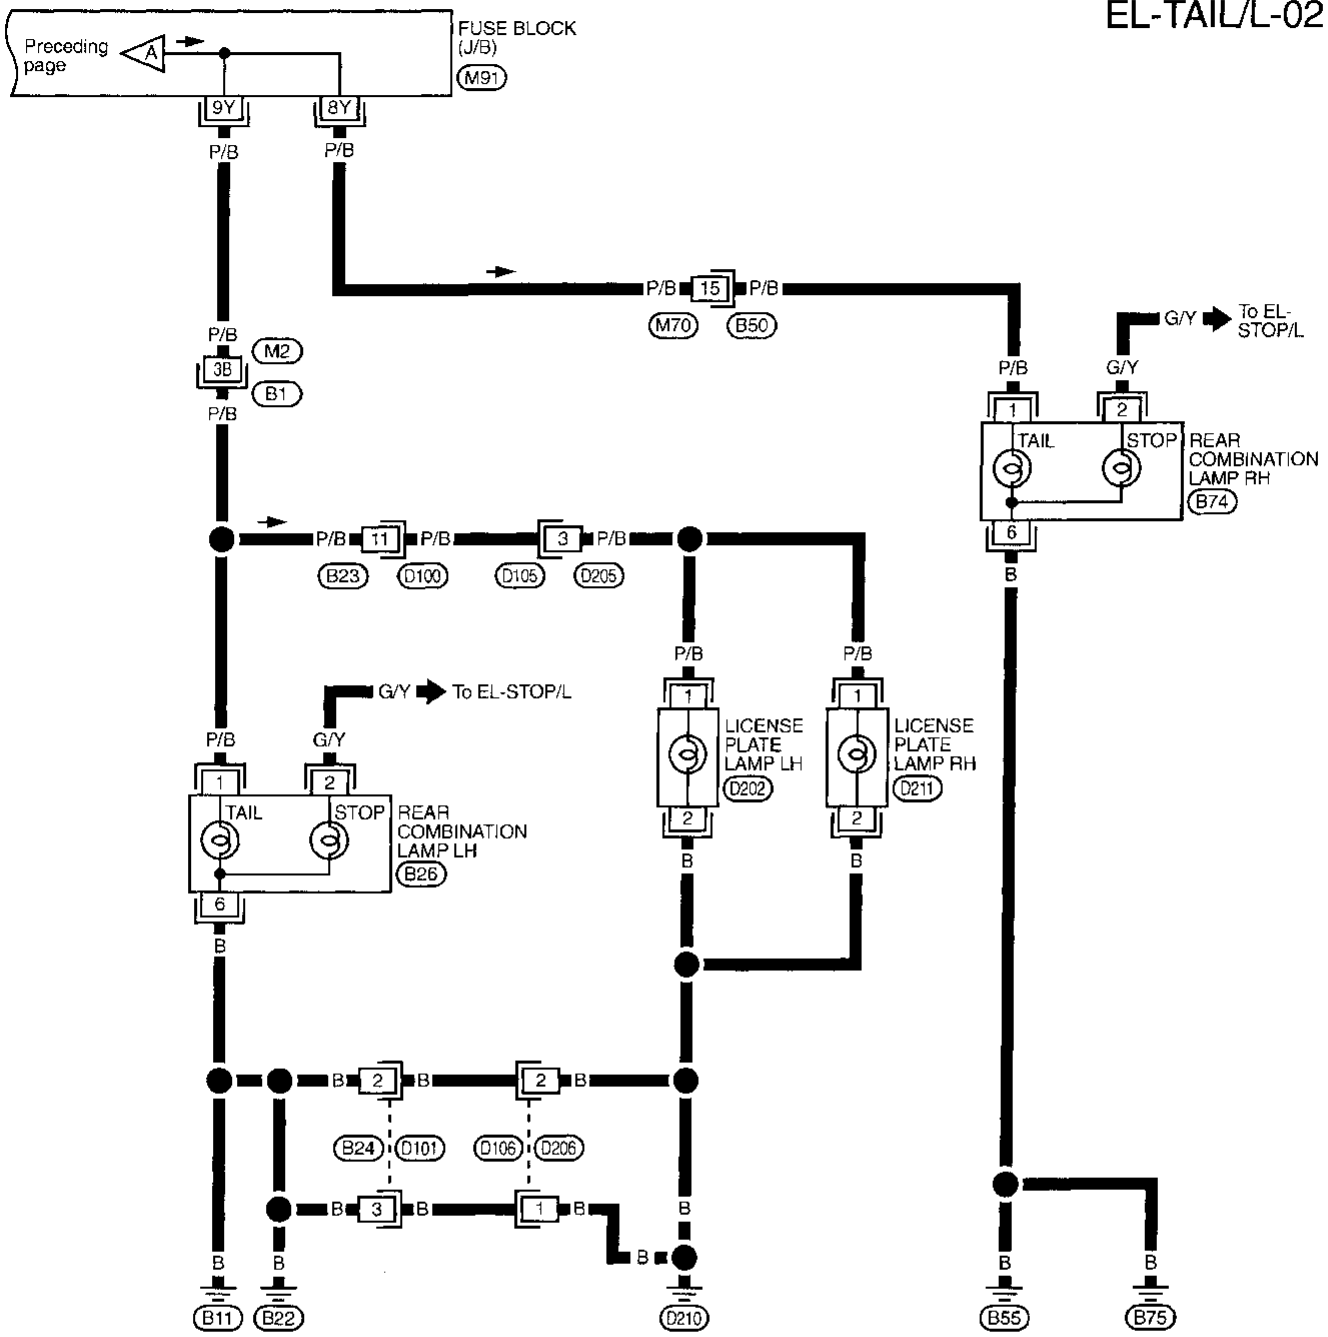 EL-TAIL/L-02
FUSE BLOCK
(J/B)
M91
Preceding
page
A
9Y
8Y
P/B
P/B
P/B
15
P/B
M70
B50
P/B
M2
3B
B1
P/B
G/Y
To EL-
STOP/L
P/B
G/Y
1
2
TAIL
STOP
REAR
COMBINATION
LAMP RH
B74
6
B
P/B
11
P/B
3
P/B
B23
D100
D105
D205
P/B
P/B
G/Y
To EL-STOP/L
P/B
G/Y
1
1
LICENSE
PLATE
LAMP LH
D202
LICENSE
PLATE
LAMP RH
D211
1
2
TAIL
STOP
REAR
COMBINATION
LAMP LH
B26
2
2
B
B
6
B
B
2
B
2
B
B24
D101
D106
D206
B
3
B
1
B
B
B
B
B
B
B
B11
B22
D210
B55
B75